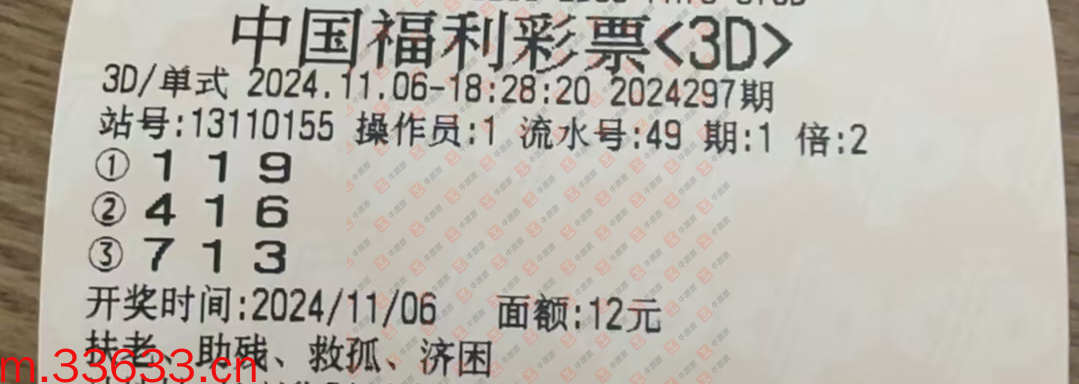 中国福利彩票<3D>
3D/单式 2024.11.06-18:28:20 2024297期
站号:13110155 操作员:1 流水号:49 期:1 倍:2
① 1 1 9
② 4 1 6
③ 7 1 3
开奖时间:2024/11/06 面额:12元
扶老、助残、救孤、济困
m.33633.cn